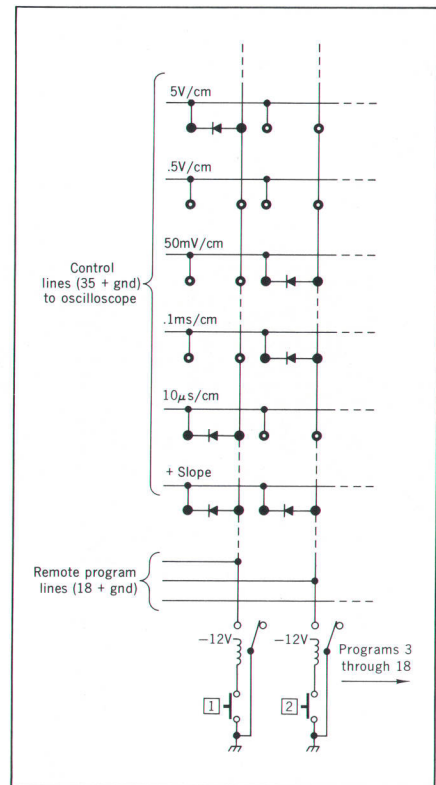 5V/cm
.5V/cm
50mV/cm
Control
lines (35 + gnd)
to oscilloscope
.1ms/cm
10μs/cm
+ Slope
Remote program
lines (18 + gnd)
−12V
−12V
Programs 3
through 18
1
2